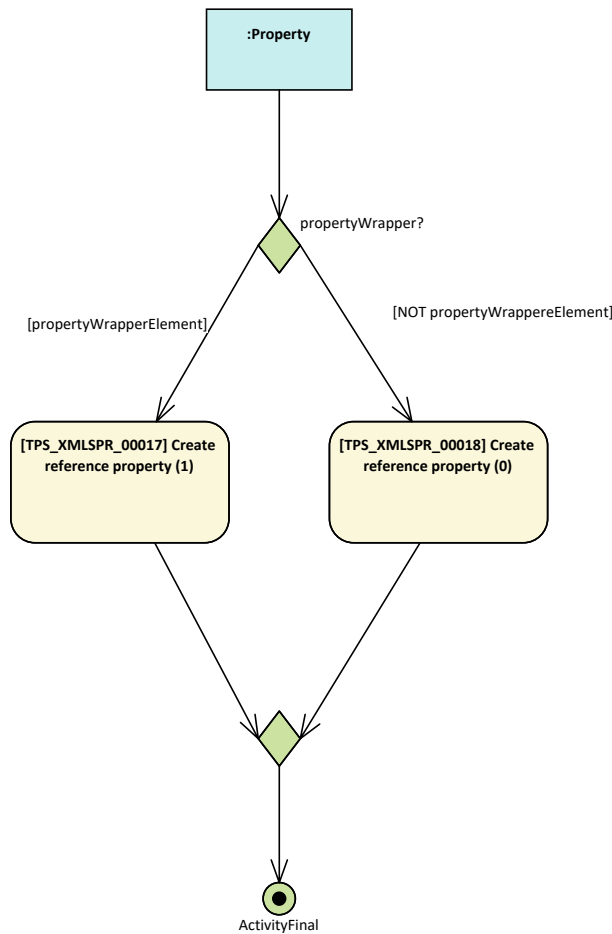 :Property
propertyWrapper?
[propertyWrapperElement]
[NOT propertyWrappereElement]
[TPS_XMLSPR_00017] Create
reference property (1)
[TPS_XMLSPR_00018] Create
reference property (0)
ActivityFinal